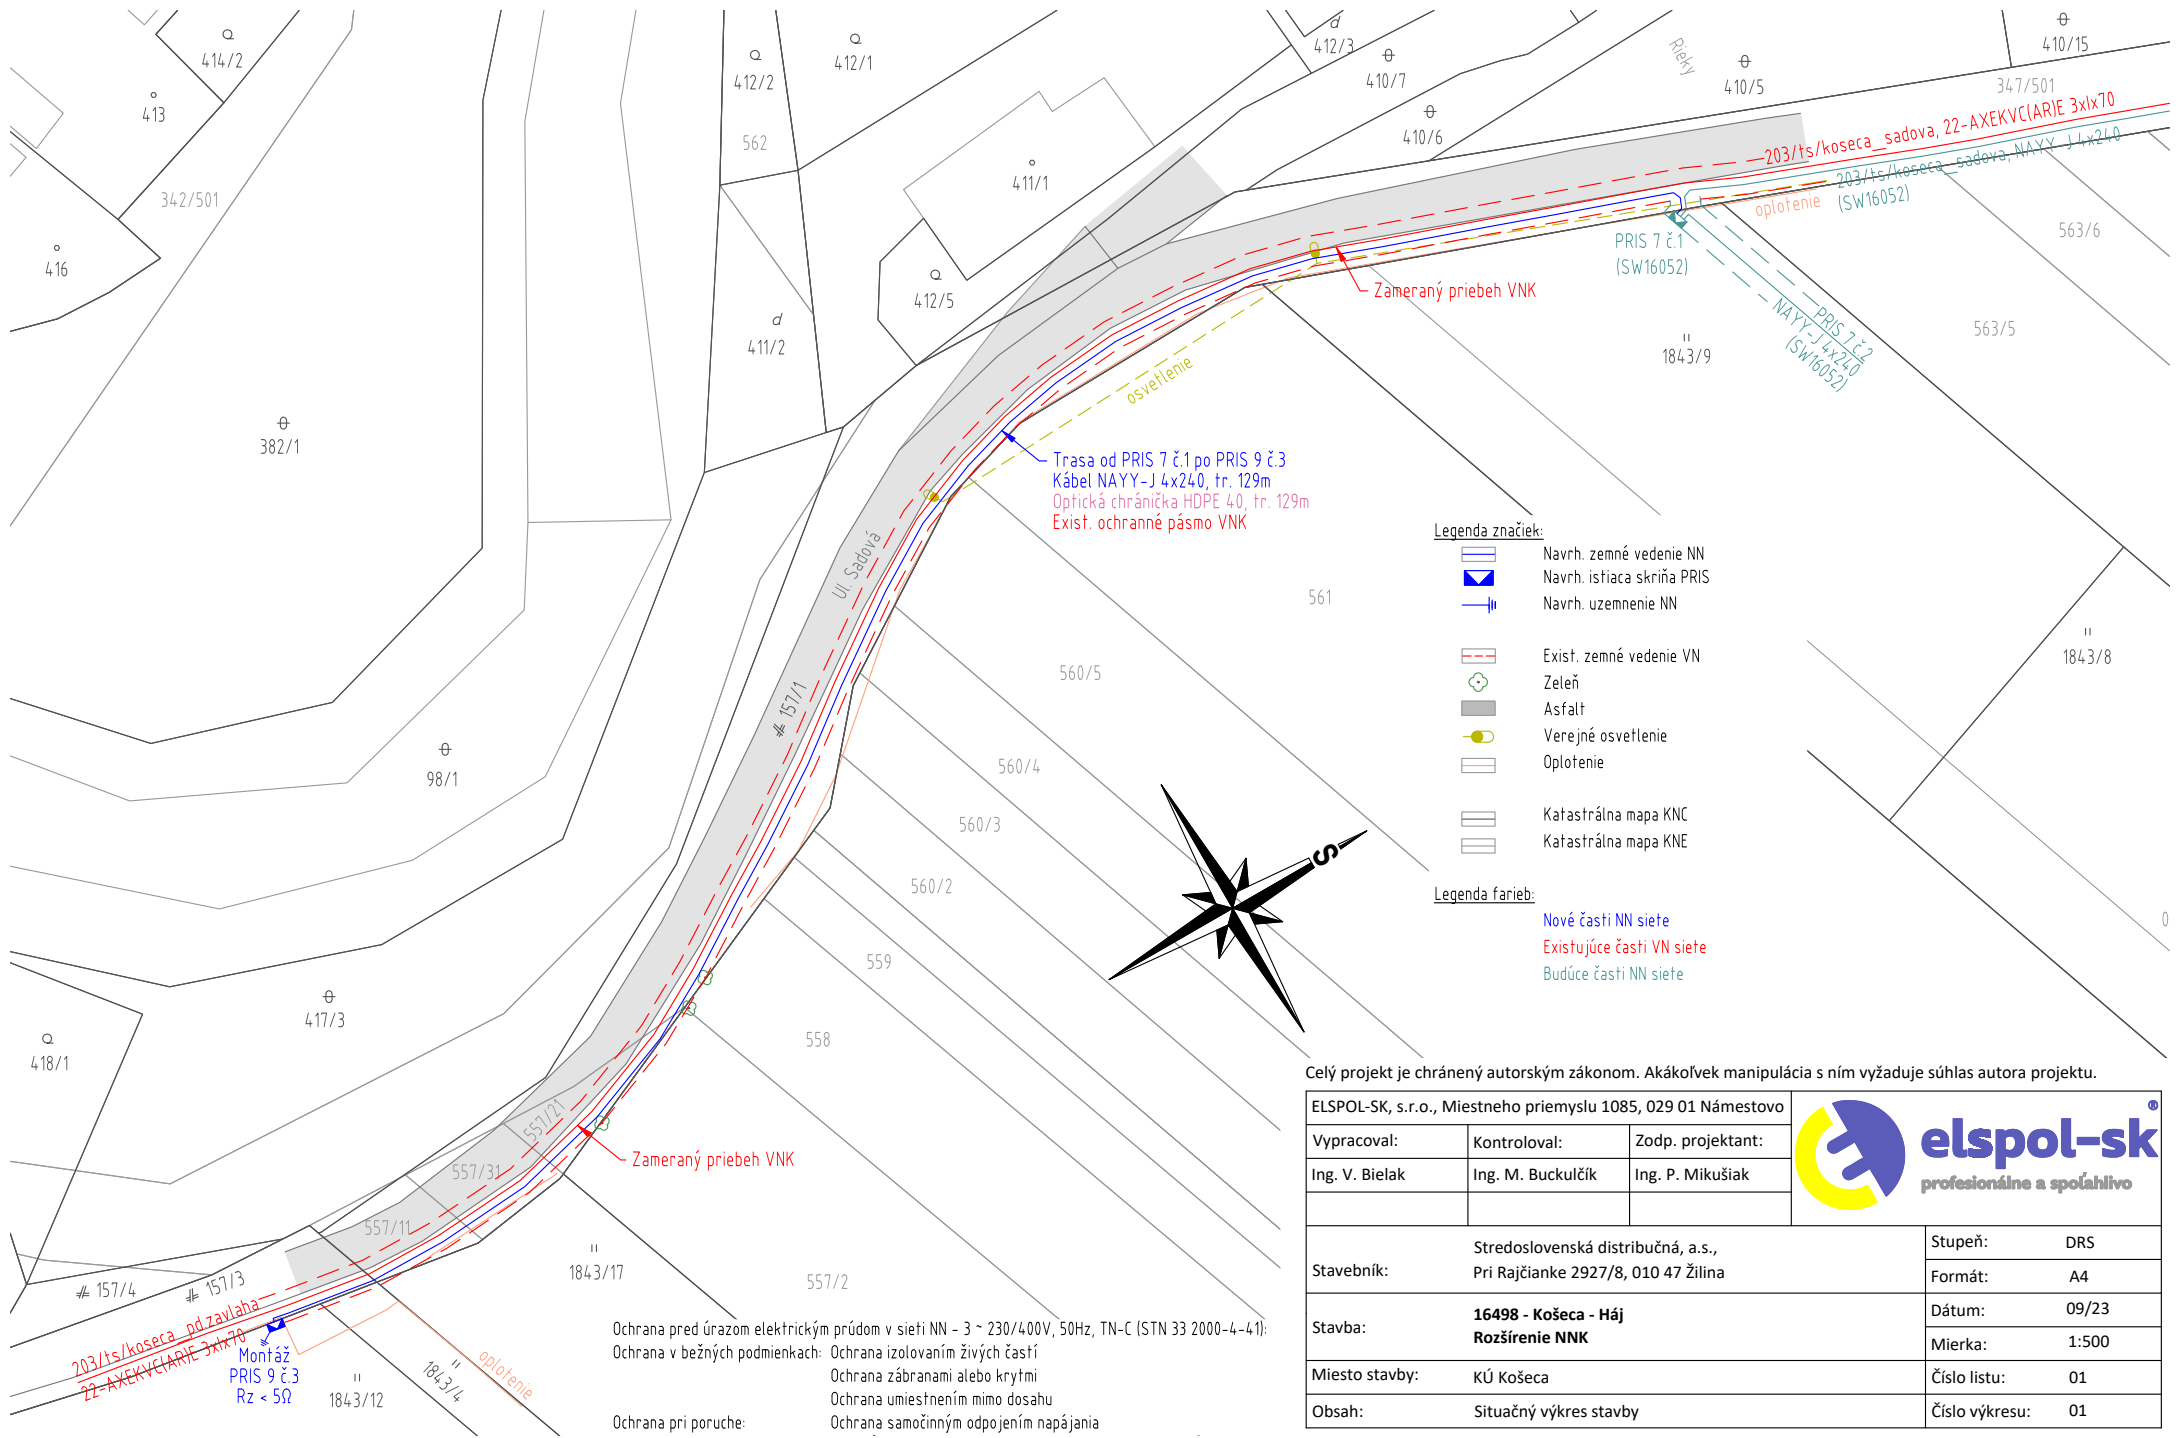 414/2
413
416
342/501
412/2
412/1
562
d
412/3
410/7
410/6
Rieky
410/5
410/15
347/501
411/1
412/5
d
411/2
382/1
203/ts/koseca_sadova, 22-AXEKVC(AR)E 3x1x70
203/ts/koseca_sadova, NAYY-J 4x240
(SW16052)
oplotenie
PRIS 7 č.1
(SW16052)
563/6
563/5
PRIS 7 č.2
NAYY-J 4x240
(SW16052)
Zameraný priebeh VNK
1843/9
osvetlenie
Trasa od PRIS 7 č.1 po PRIS 9 č.3
Kábel NAYY-J 4x240, tr. 129m
Optická chránička HDPE 40, tr. 129m
Exist. ochranné pásmo VNK
Ul. Sadová
157/1
561
560/5
560/4
560/3
560/2
559
558
557/2
1843/8
98/1
417/3
418/1
557/21
557/31
557/11
Zameraný priebeh VNK
157/4
157/3
203/ts/koseca_pd.zavlaha
22-AXEKVC(AR)E 3x1x70
Montáž
PRIS 9 č.3
Rz < 5Ω
1843/12
1843/4
oplotenie
1843/17
Legenda značiek:
Navrh. zemné vedenie NN
Navrh. istiaca skriňa PRIS
Navrh. uzemnenie NN
Exist. zemné vedenie VN
Zeleň
Asfalt
Verejné osvetlenie
Oplotenie
Katastrálna mapa KNC
Katastrálna mapa KNE
Legenda farieb:
Nové časti NN siete
Existujúce časti VN siete
Budúce časti NN siete
S
Ochrana pred úrazom elektrickým prúdom v sieti NN - 3 ~ 230/400V, 50Hz, TN-C (STN 33 2000-4-41):
Ochrana v bežných podmienkach: Ochrana izolovaním živých častí
Ochrana zábranami alebo krytmi
Ochrana umiestnením mimo dosahu
Ochrana pri poruche: Ochrana samočinným odpojením napájania
Celý projekt je chránený autorským zákonom. Akákoľvek manipulácia s ním vyžaduje súhlas autora projektu.
ELSPOL-SK, s.r.o., Miestneho priemyslu 1085, 029 01 Námestovo
Vypracoval: Kontroloval: Zodp. projektant:
Ing. V. Bielak Ing. M. Buckulčík Ing. P. Mikušiak
elspol-sk®
profesionálne a spoľahlivo
Stavebník: Stredoslovenská distribučná, a.s.,
Pri Rajčianke 2927/8, 010 47 Žilina
Stupeň: DRS
Formát: A4
Stavba: 16498 - Košeca - Háj
Rozšírenie NNK
Dátum: 09/23
Mierka: 1:500
Miesto stavby: KÚ Košeca
Číslo listu: 01
Obsah: Situačný výkres stavby
Číslo výkresu: 01